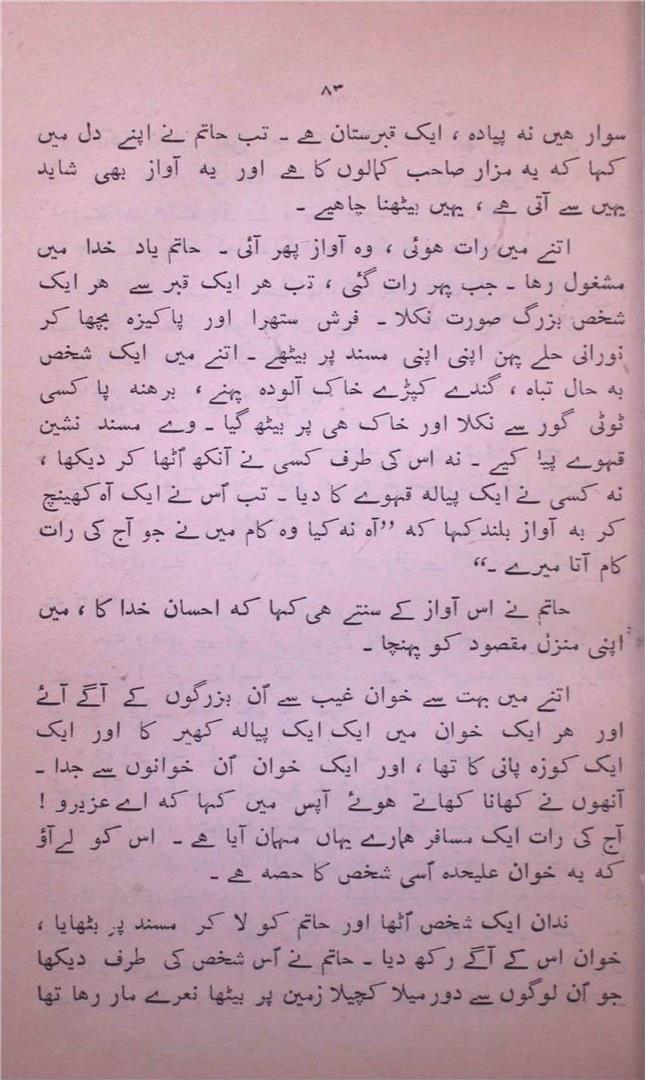 ۸۳
سوار ھیں نہ پیادہ ، ایک قبرستان ہے ۔ تب حاتم نے اپنے دل میں
کہا کہ یہ مزار صاحب کمالوں کا ہے اور یہ آواز بھی شاید
یہیں سے آتی ہے ، یہیں بیٹھنا چاھیے ۔
اتنے میں رات ھوئی ، وہ آواز پھر آئی ۔ حاتم یاد خدا میں
مشغول رھا ۔ جب پہر رات گئی ، تب ھر ایک قبر سے ھر ایک
شخص بزرگ صورت نکلا ۔ فرش ستھرا اور پاکیزہ بچھا کر
نورانی حلے پہن اپنی اپنی مسند پر بیٹھے ۔ اتنے میں ایک شخص
بہ حال تباہ ، گندے کپڑے خاک آلودہ پہنے ، برھنہ پا کسی
ٹوٹی گور سے نکلا اور خاک ھی پر بیٹھ گیا ۔ وے مسند نشین
قہوے پیا کیے ۔ نہ اس کی طرف کسی نے آنکھ اٹھا کر دیکھا ،
نہ کسی نے ایک پیالہ قہوے کا دیا ۔ تب اُس نے ایک آہ کھینچ
کر بہ آواز بلند کہا کہ ”آہ نہ کیا وہ کام میں نے جو آج کی رات
کام آتا میرے ۔“
حاتم نے اس آواز کے سنتے ھی کہا کہ احسان خدا کا ، میں
اپنی منزل مقصود کو پہنچا ۔
اتنے میں بہت سے خوان غیب سے اُن بزرگوں کے آگے آئے
اور ھر ایک خوان میں ایک ایک پیالہ کھیر کا اور ایک
ایک کوزہ پانی کا تھا ، اور ایک خوان اُن خوانوں سے جدا ۔
اُنھوں نے کھانا کھاتے ھوئے آپس میں کہا کہ اے عزیزو !
آج کی رات ایک مسافر ھمارے یہاں مہمان آیا ہے ۔ اس کو لے آؤ
کہ یہ خوان علیحدہ اُسی شخص کا حصہ ہے ۔
ندان ایک شخص اُٹھا اور حاتم کو لا کر مسند پر بٹھایا ،
خوان اس کے آگے رکھ دیا ۔ حاتم نے اُس شخص کی طرف دیکھا
جو اُن لوگوں سے دور میلا کچیلا زمین پر بیٹھا نعرے مار رھا تھا